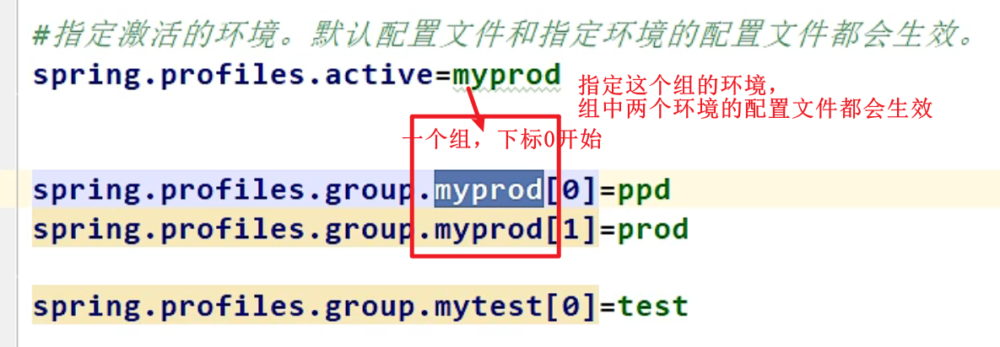 #指定激活的环境。默认配置文件和指定环境的配置文件都会生效。
spring.profiles.active=myprod
指定这个组的环境，
组中两个环境的配置文件都会生效
一个组，下标0开始
spring.profiles.group.myprod[0]=ppd
spring.profiles.group.myprod[1]=prod
spring.profiles.group.mytest[0]=test